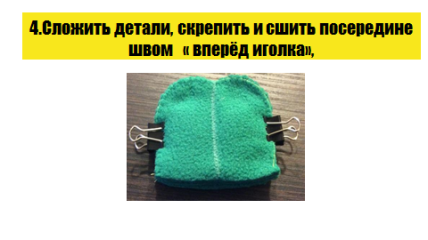 4.Сложить детали, скрепить и сшить посередине
швом « вперёд иголка»,